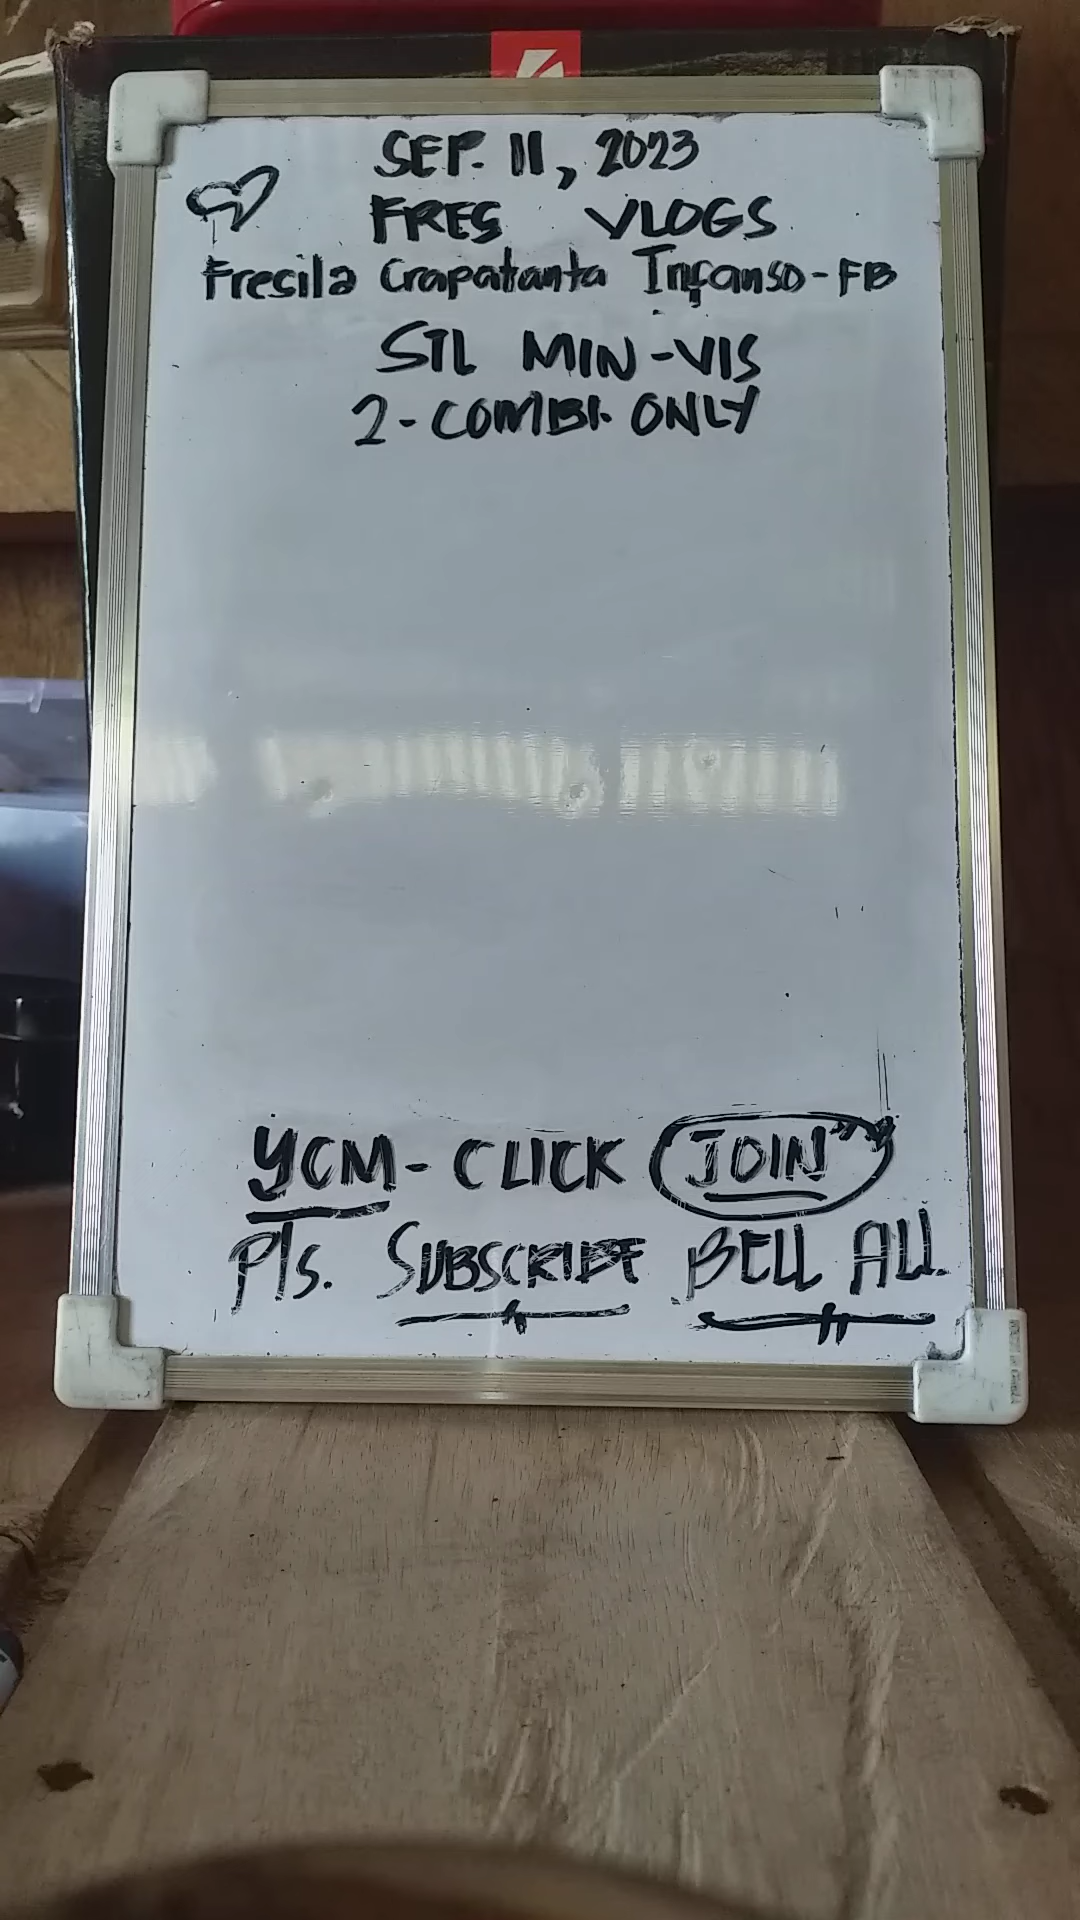 SEP. 11, 2023
FRES VLOGS
Fresila Crapatanta Inganso-FB
STL MIN-VIS
2-COMBI. ONLY
YCM- CLICK JOIN
PTs. SUBSCRIBE BELL ALL